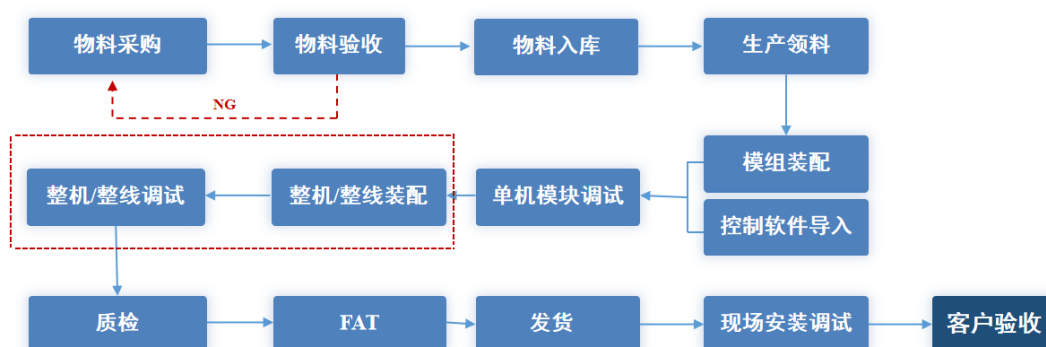 物料采购
物料验收
物料入库
生产领料
NG
模组装配
整机/整线调试
整机/整线装配
单机模块调试
控制软件导入
质检
FAT
发货
现场安装调试
客户验收